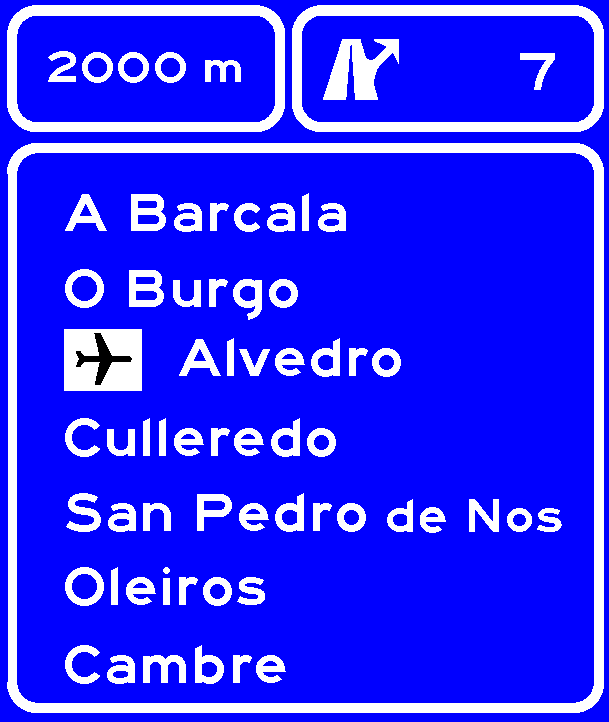 2000 m
7
A Barcala
O Burgo
Alvedro
Culleredo
San Pedro de Nos
Oleiros
Cambre